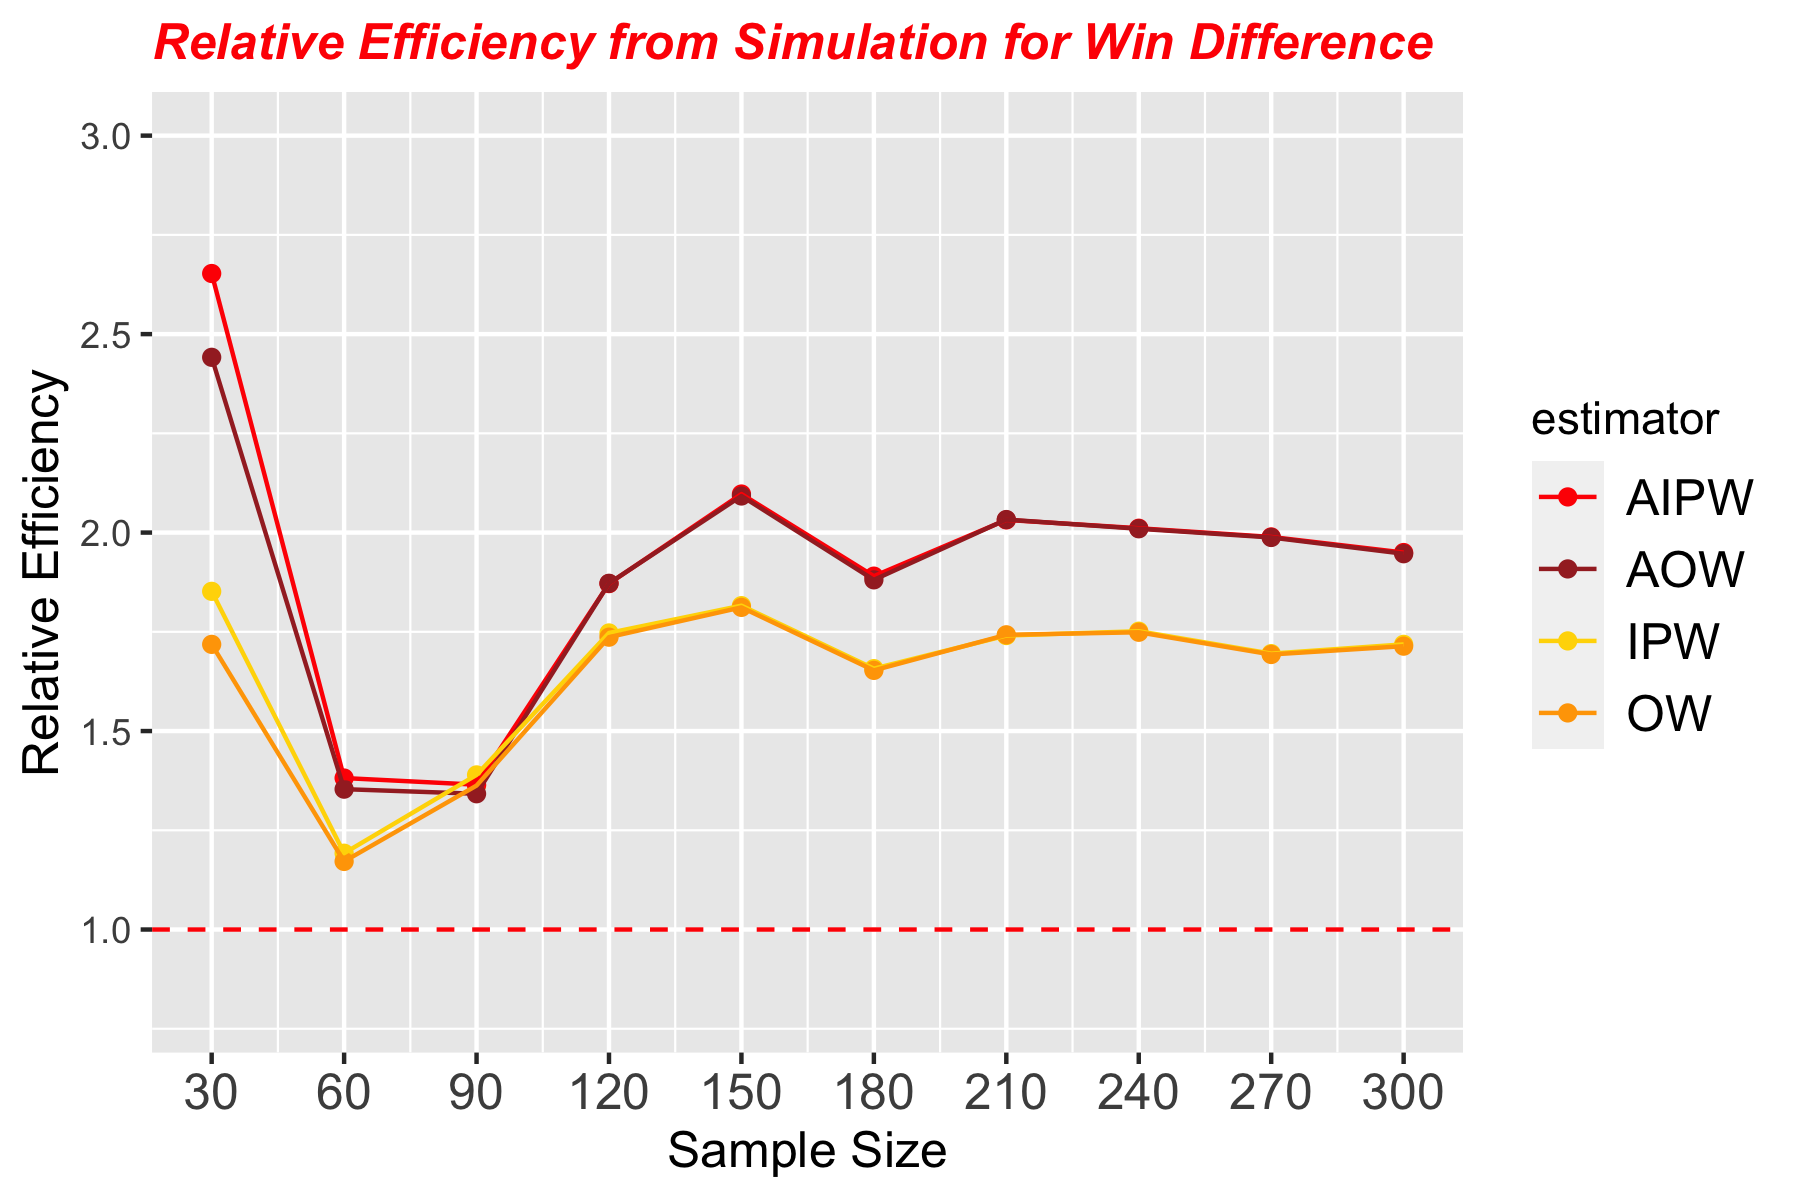 Relative Efficiency from Simulation for Win Difference
Relative Efficiency
3.0
2.5
2.0
1.5
1.0
30 60 90 120 150 180 210 240 270 300
Sample Size
estimator
AIPW
AOW
IPW
OW